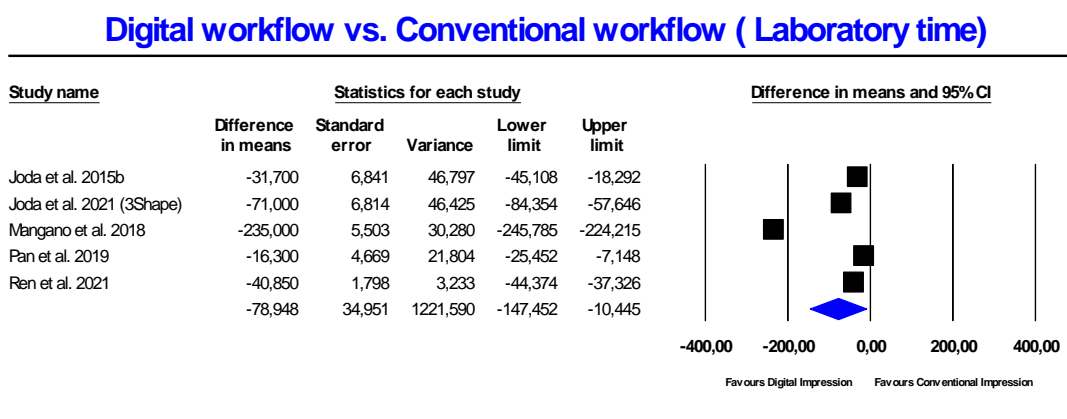 Digital workflow vs. Conventional workflow ( Laboratory time)
Study name Statistics for each study Difference in means and 95% CI
Difference Standard Lower Upper
in means error Variance limit limit
Joda et al. 2015b -31,700 6,841 46,797 -45,108 -18,292
Joda et al. 2021 (3Shape) -71,000 6,814 46,425 -84,354 -57,646
Mangano et al. 2018 -235,000 5,503 30,280 -245,785 -224,215
Pan et al. 2019 -16,300 4,669 21,804 -25,452 -7,148
Ren et al. 2021 -40,850 1,798 3,233 -44,374 -37,326
-78,948 34,951 1221,590 -147,452 -10,445
-400,00 -200,00 0,00 200,00 400,00
Favours Digital Impression Favours Conventional Impression